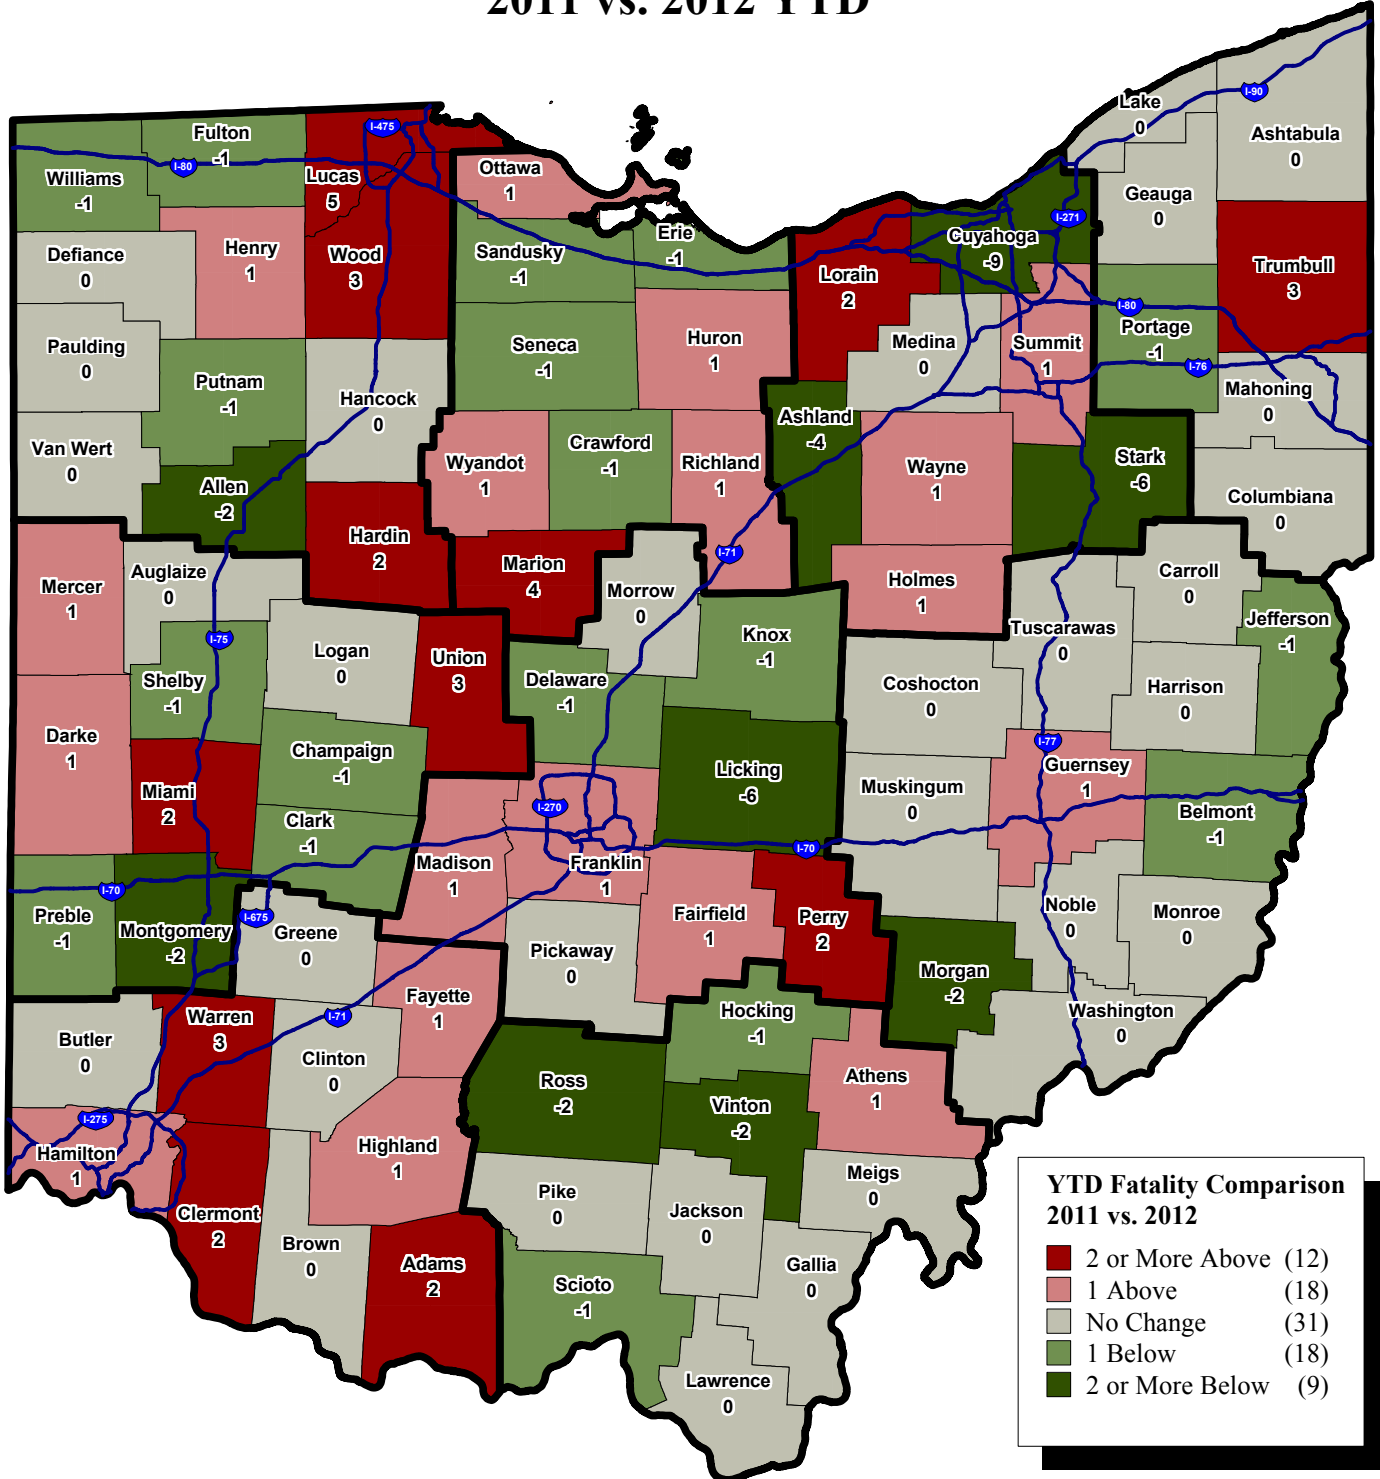 2011 vs. 2012 YTD
Lake
0
I-90
Ashtabula
0
I-475
Fulton
-1
I-80
Williams
-1
Lucas
5
Ottawa
1
Geauga
0
I-271
Cuyahoga
-9
Erie
-1
Henry
1
Wood
3
Sandusky
-1
Defiance
0
Lorain
2
Trumbull
3
I-80
Portage
-1
Paulding
0
Seneca
-1
Huron
1
Medina
0
Summit
1
I-76
Putnam
-1
Hancock
0
Mahoning
0
Ashland
-4
Van Wert
0
Wyandot
1
Crawford
-1
Richland
1
Wayne
1
Stark
-6
Allen
-2
Columbiana
0
Hardin
2
Marion
4
I-71
Mercer
1
Auglaize
0
Morrow
0
Holmes
1
Carroll
0
Jefferson
-1
I-75
Logan
0
Union
3
Knox
-1
Tuscarawas
0
Shelby
-1
Delaware
-1
Coshocton
0
Harrison
0
Darke
1
Champaign
-1
I-77
Licking
-6
Guernsey
1
Miami
2
I-270
Muskingum
0
Belmont
-1
Clark
-1
I-70
Madison
1
Franklin
1
I-70
Preble
-1
Montgomery
-2
I-675
Greene
0
Fairfield
1
Perry
2
Noble
0
Monroe
0
Pickaway
0
Morgan
-2
Fayette
1
Hocking
-1
Washington
0
Warren
3
I-71
Butler
0
Clinton
0
Ross
-2
Athens
1
I-275
Vinton
-2
Hamilton
1
Highland
1
Meigs
0
Pike
0
Clermont
2
Jackson
0
Brown
0
Adams
2
Gallia
0
Scioto
-1
Lawrence
0
YTD Fatality Comparison
2011 vs. 2012
2 or More Above (12)
1 Above (18)
No Change (31)
1 Below (18)
2 or More Below (9)